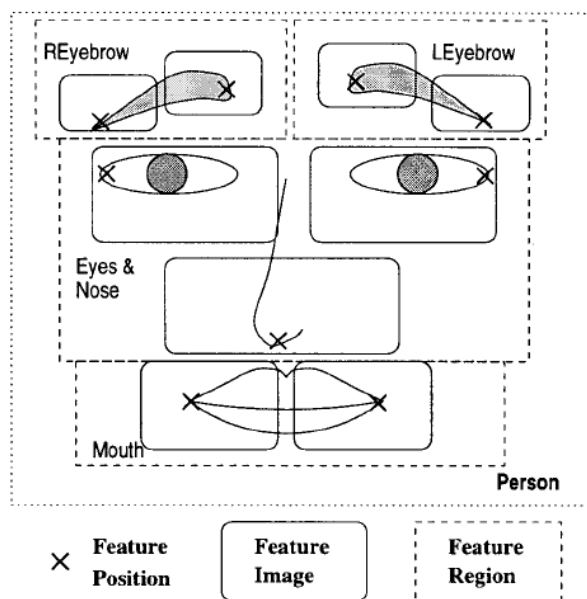 REyebrow
LEyebrow
Eyes &
Nose
Mouth
Person
Feature
Position
Feature
Image
Feature
Region